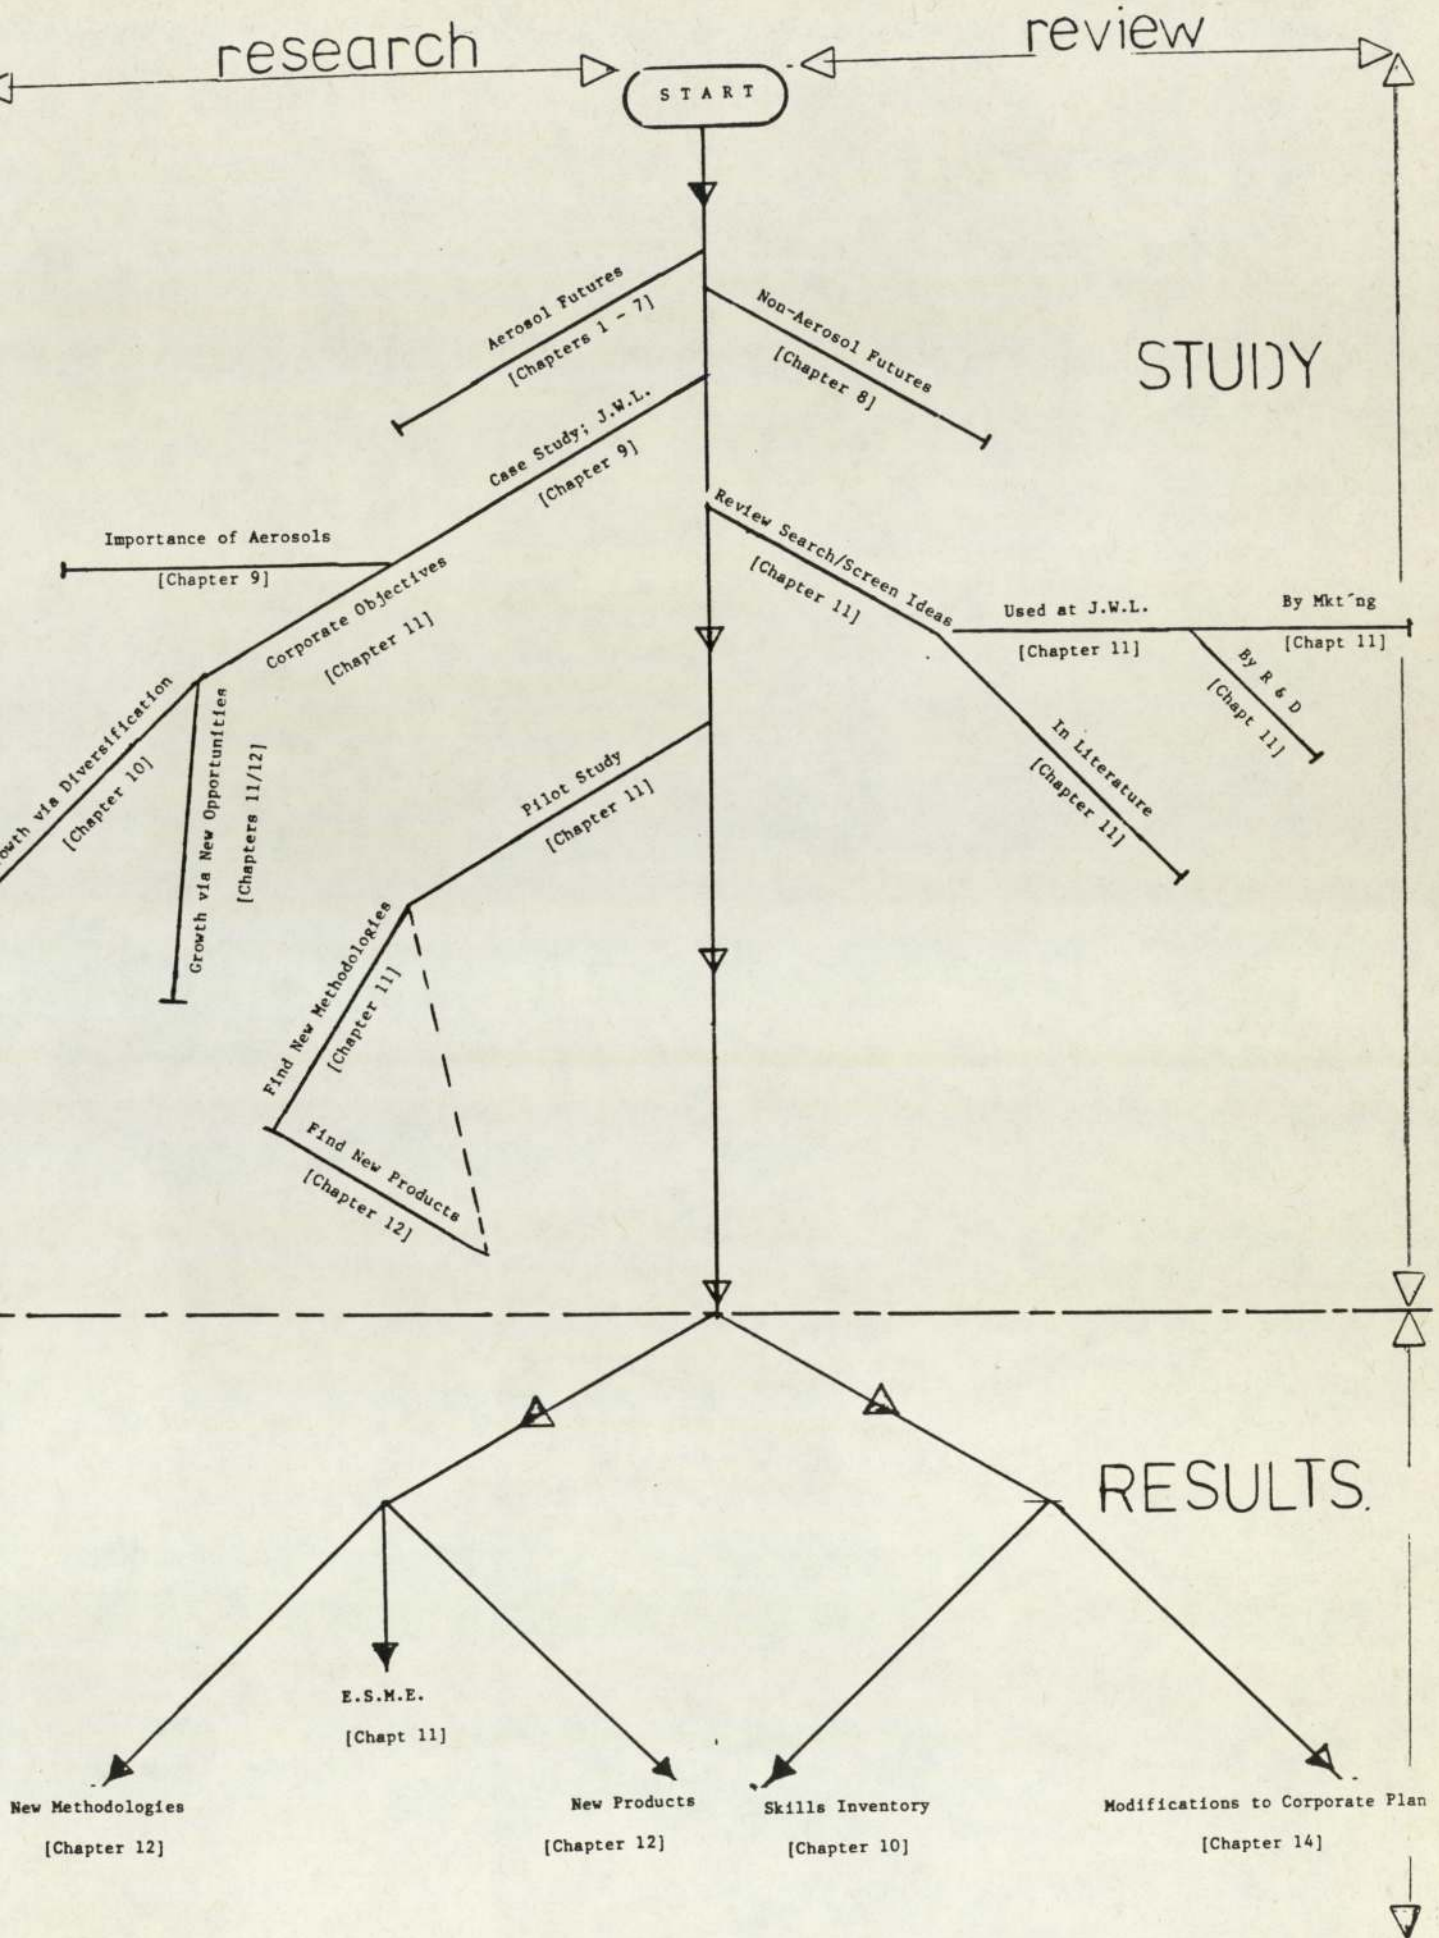 research
review
S T A R T
Aerosol Futures
[Chapters 1 - 7]
Non-Aerosol Futures
[Chapter 8]
STUDY
Case Study; J.W.L.
[Chapter 9]
Importance of Aerosols
[Chapter 9]
Corporate Objectives
[Chapter 11]
Review Search/Screen Ideas
[Chapter 11]
Used at J.W.L.
[Chapter 11]
By Mkt´ng
[Chapt 11]
By R & D
[Chapt 11]
In Literature
[Chapter 11]
owth via Diversification
[Chapter 10]
Growth via New Opportunities
[Chapters 11/12]
Pilot Study
[Chapter 11]
Find New Methodologies
[Chapter 11]
Find New Products
[Chapter 12]
RESULTS.
E.S.M.E.
[Chapt 11]
New Methodologies
[Chapter 12]
New Products
[Chapter 12]
Skills Inventory
[Chapter 10]
Modifications to Corporate Plan
[Chapter 14]